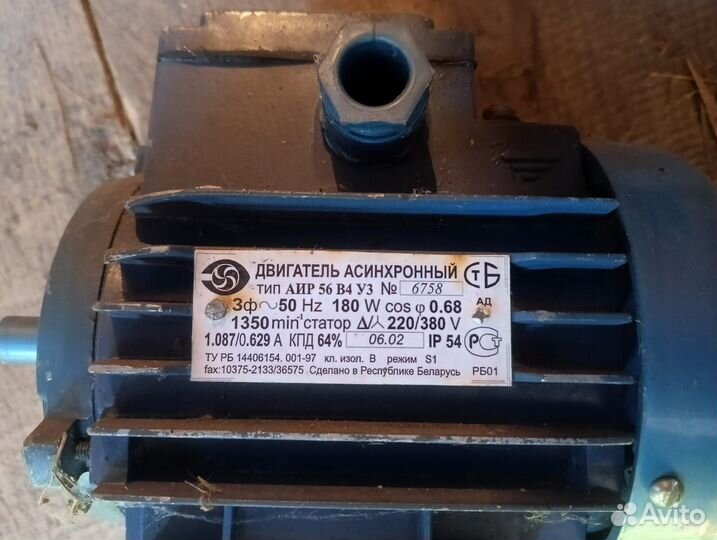 ДВИГАТЕЛЬ АСИНХРОННЫЙ СТБ
ТИП АИР 56 В4 У3 № 6758 АД
3ф ~ 50 Hz 180 W cos φ 0.68
1350 min⁻¹ статор Δ/⅄ 220/380 V
1.087/0.629 А КПД 64% 06.02 IP 54 РСТ
ТУ РБ 14406154. 001-97 кл. изол. В режим S1
fax:10375-2133/36575 Сделано в Республике Беларусь РБ01
Avito